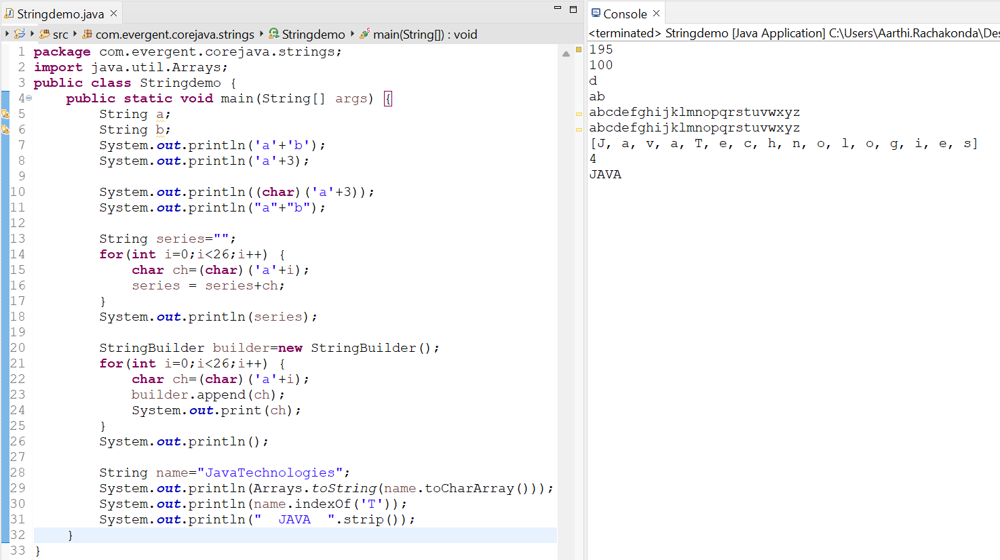 Stringdemo.java
src com.evergent.corejava.strings Stringdemo main(String[]) : void
1 package com.evergent.corejava.strings;
2 import java.util.Arrays;
3 public class Stringdemo {
4 public static void main(String[] args) {
5 String a;
6 String b;
7 System.out.println('a'+'b');
8 System.out.println('a'+3);
9
10 System.out.println((char)('a'+3));
11 System.out.println("a"+"b");
12
13 String series="";
14 for(int i=0;i<26;i++) {
15 char ch=(char)('a'+i);
16 series = series+ch;
17 }
18 System.out.println(series);
19
20 StringBuilder builder=new StringBuilder();
21 for(int i=0;i<26;i++) {
22 char ch=(char)('a'+i);
23 builder.append(ch);
24 System.out.print(ch);
25 }
26 System.out.println();
27
28 String name="JavaTechnologies";
29 System.out.println(Arrays.toString(name.toCharArray()));
30 System.out.println(name.indexOf('T'));
31 System.out.println("  JAVA  ".strip());
32 }
33 }
Console
<terminated> Stringdemo [Java Application] C:\Users\Aarthi.Rachakonda\Des
195
100
d
ab
abcdefghijklmnopqrstuvwxyz
abcdefghijklmnopqrstuvwxyz
[J, a, v, a, T, e, c, h, n, o, l, o, g, i, e, s]
4
JAVA